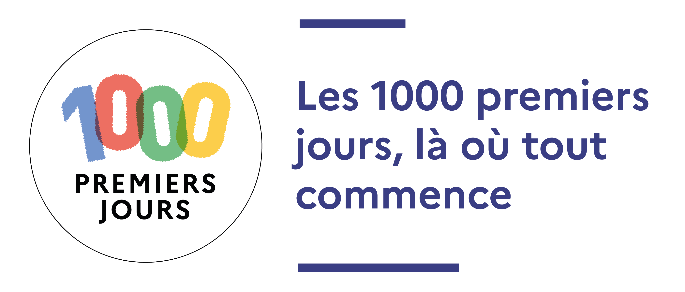 1000
PREMIERS
JOURS
Les 1000 premiers
jours, là où tout
commence